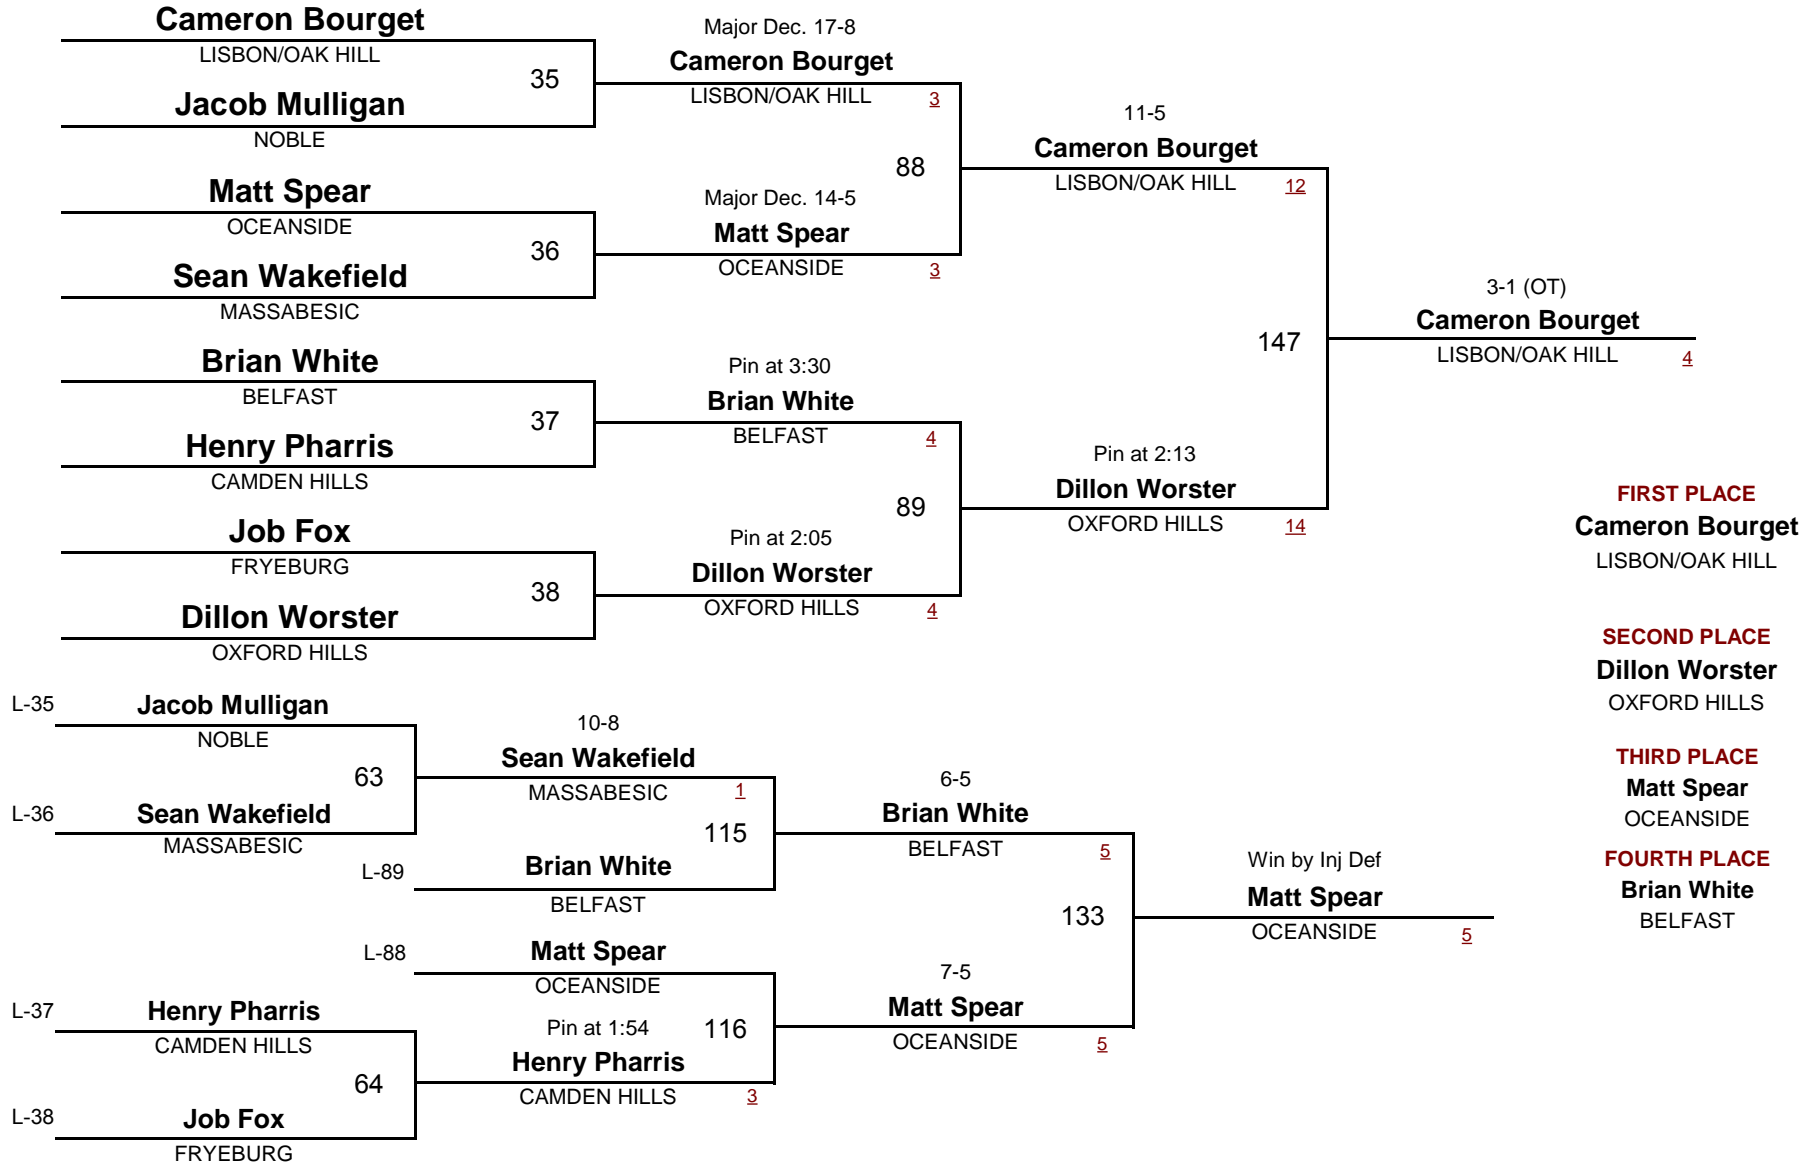 Cameron Bourget
LISBON/OAK HILL
35
Jacob Mulligan
NOBLE
Matt Spear
OCEANSIDE
36
Sean Wakefield
MASSABESIC
Brian White
BELFAST
37
Henry Pharris
CAMDEN HILLS
Job Fox
FRYEBURG
38
Dillon Worster
OXFORD HILLS
Major Dec. 17-8
Cameron Bourget
LISBON/OAK HILL 3
88
Major Dec. 14-5
Matt Spear
OCEANSIDE 3
Pin at 3:30
Brian White
BELFAST 4
89
Pin at 2:05
Dillon Worster
OXFORD HILLS 4
11-5
Cameron Bourget
LISBON/OAK HILL 12
147
Pin at 2:13
Dillon Worster
OXFORD HILLS 14
3-1 (OT)
Cameron Bourget
LISBON/OAK HILL 4
FIRST PLACE
Cameron Bourget
LISBON/OAK HILL
SECOND PLACE
Dillon Worster
OXFORD HILLS
THIRD PLACE
Matt Spear
OCEANSIDE
FOURTH PLACE
Brian White
BELFAST
L-35 Jacob Mulligan
NOBLE
63
L-36 Sean Wakefield
MASSABESIC
10-8
Sean Wakefield
MASSABESIC 1
115
L-89 Brian White
BELFAST
L-88 Matt Spear
OCEANSIDE
116
Pin at 1:54
Henry Pharris
CAMDEN HILLS 3
L-37 Henry Pharris
CAMDEN HILLS
64
L-38 Job Fox
FRYEBURG
6-5
Brian White
BELFAST 5
133
7-5
Matt Spear
OCEANSIDE 5
Win by Inj Def
Matt Spear
OCEANSIDE 5